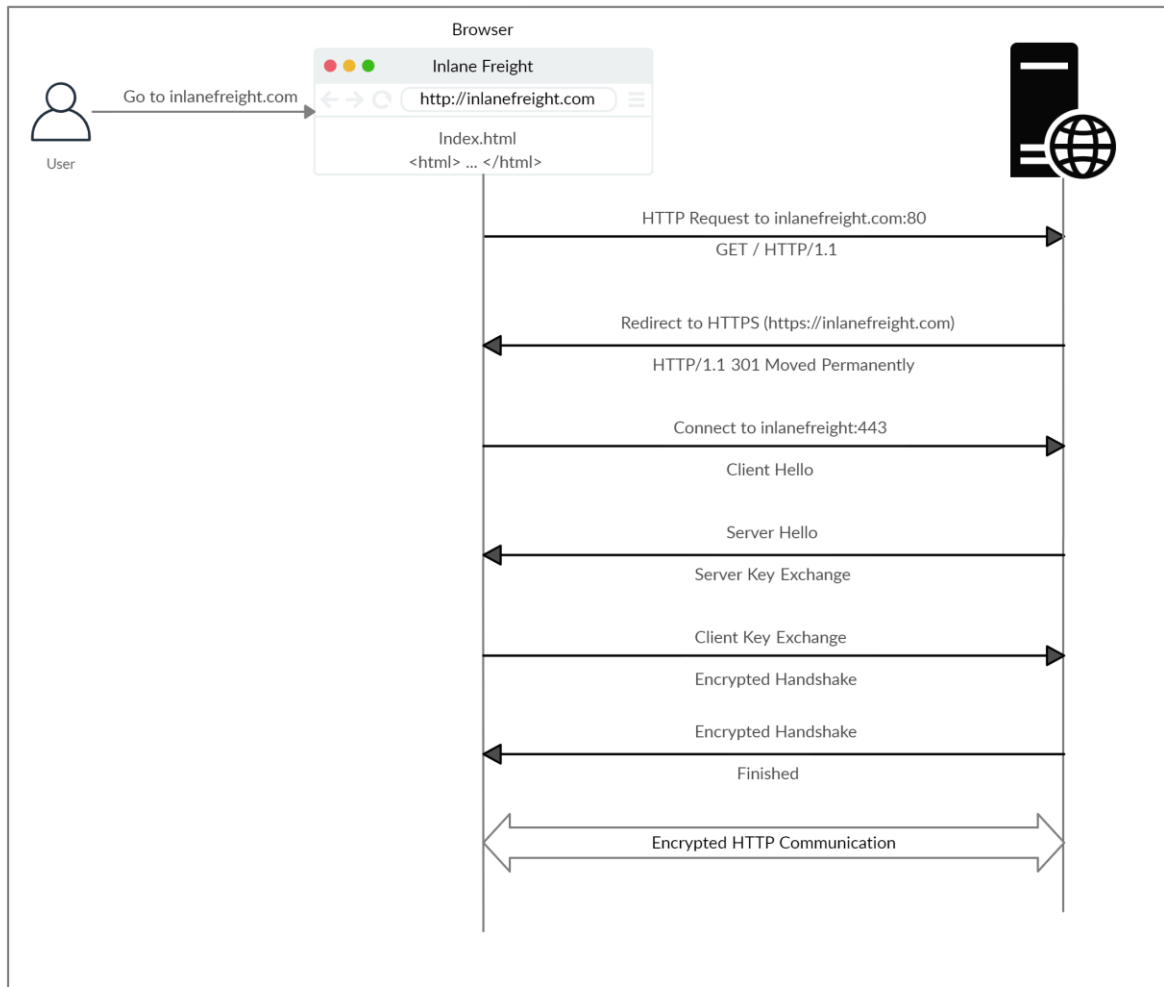 Browser
Inlane Freight
Go to inlanefreight.com
http://inlanefreight.com
User
Index.html
<html> ... </html>
HTTP Request to inlanefreight.com:80
GET / HTTP/1.1
Redirect to HTTPS (https://inlanefreight.com)
HTTP/1.1 301 Moved Permanently
Connect to inlanefreight:443
Client Hello
Server Hello
Server Key Exchange
Client Key Exchange
Encrypted Handshake
Encrypted Handshake
Finished
Encrypted HTTP Communication